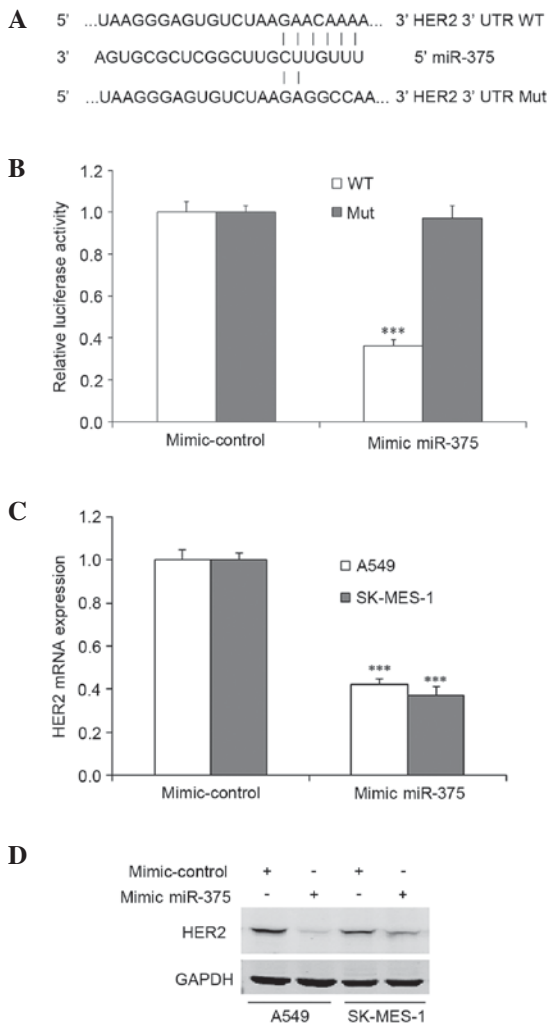 A
5' ...UAAGGGAGUGUCUAAGAACAAAA... 3' HER2 3' UTR WT
3' AGUGCGCUCGGCUUGCUUGUUU 5' miR-375
5' ...UAAGGGAGUGUCUAAGAGGCCAA... 3' HER2 3' UTR Mut
B
Relative luciferase activity
1.2
1.0
0.8
0.6
0.4
0.2
0.0
WT
Mut
***
Mimic-control Mimic miR-375
C
HER2 mRNA expression
1.2
1.0
0.8
0.6
0.4
0.2
0.0
A549
SK-MES-1
*** ***
Mimic-control Mimic miR-375
D
Mimic-control + - + -
Mimic miR-375 - + - +
HER2
GAPDH
A549 SK-MES-1